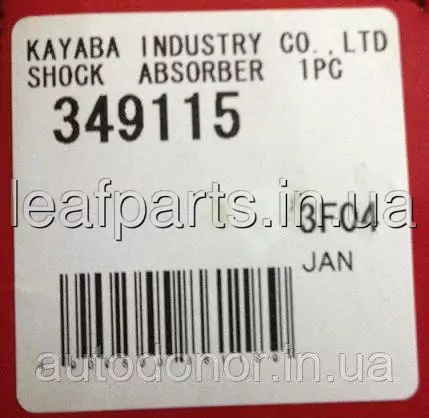 KAYABA INDUSTRY CO.,LTD
SHOCK ABSORBER 1PC
349115
leafparts.in.ua
3F04
JAN
autodonor.in.ua